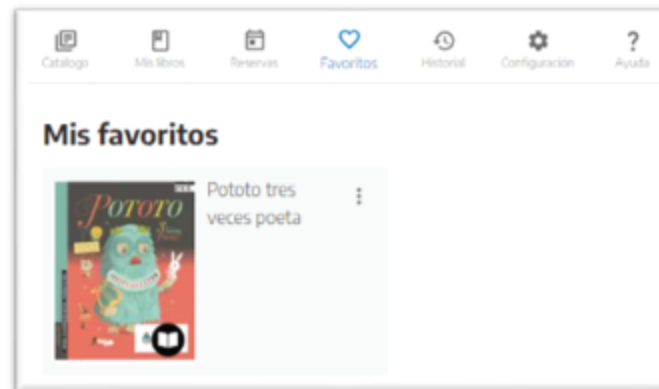 Catalogo
Mis libros
Reservas
Favoritos
Historial
Configuración
Ayuda
Mis favoritos
POTOTO
Pototo tres
veces poeta